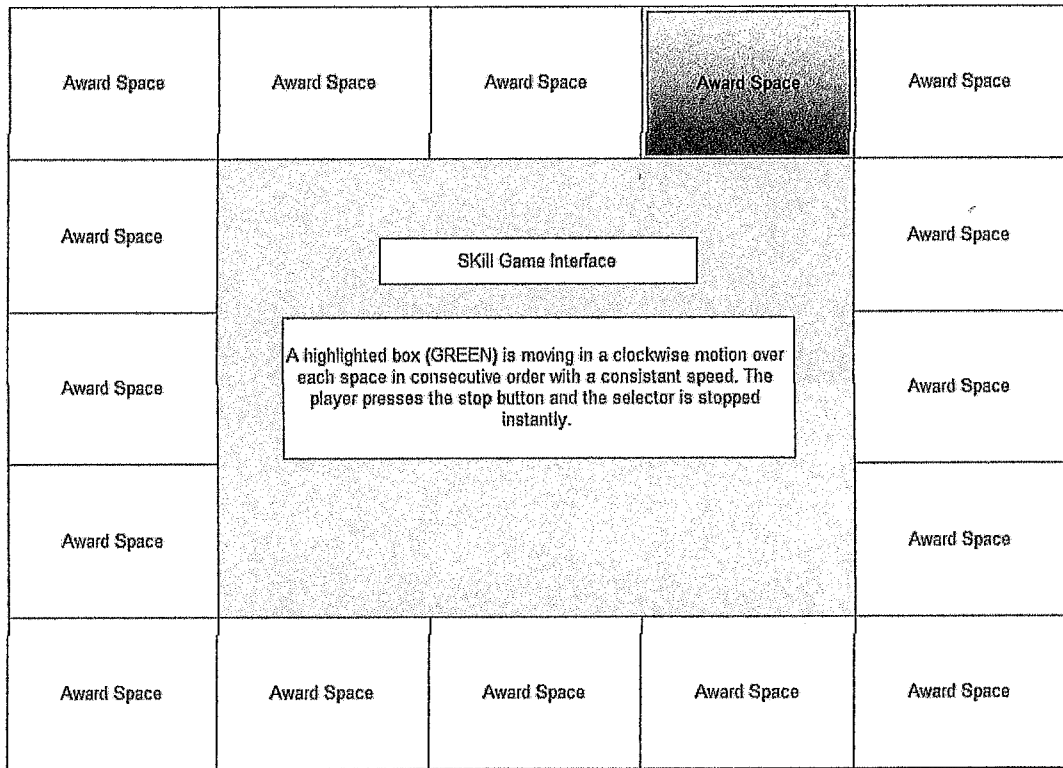 Award Space
Award Space
Award Space
Award Space
Award Space
Award Space
Award Space
SKill Game Interface
A highlighted box (GREEN) is moving in a clockwise motion over
each space in consecutive order with a consistant speed. The
player presses the stop button and the selector is stopped
instantly.
Award Space
Award Space
Award Space
Award Space
Award Space
Award Space
Award Space
Award Space
Award Space